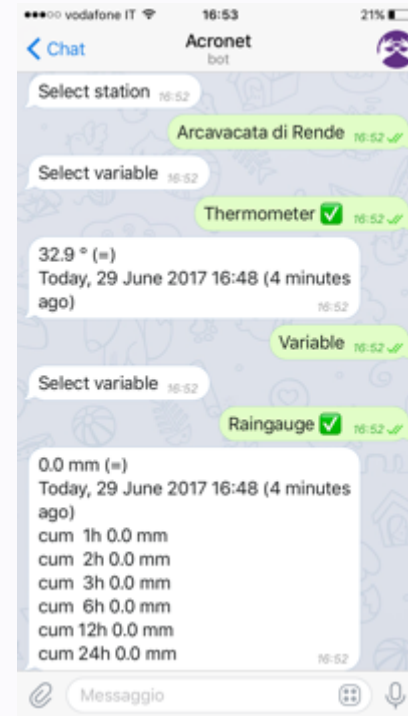 vodafone IT 16:53 21%
Chat Acronet
bot
Select station 16:52
Arcavacata di Rende 16:52
Select variable 16:52
Thermometer ✅ 16:52
32.9 ° (=)
Today, 29 June 2017 16:48 (4 minutes
ago) 16:52
Variable 16:52
Select variable 16:52
Raingauge ✅ 16:52
0.0 mm (=)
Today, 29 June 2017 16:48 (4 minutes
ago)
cum 1h 0.0 mm
cum 2h 0.0 mm
cum 3h 0.0 mm
cum 6h 0.0 mm
cum 12h 0.0 mm
cum 24h 0.0 mm 16:52
Messaggio